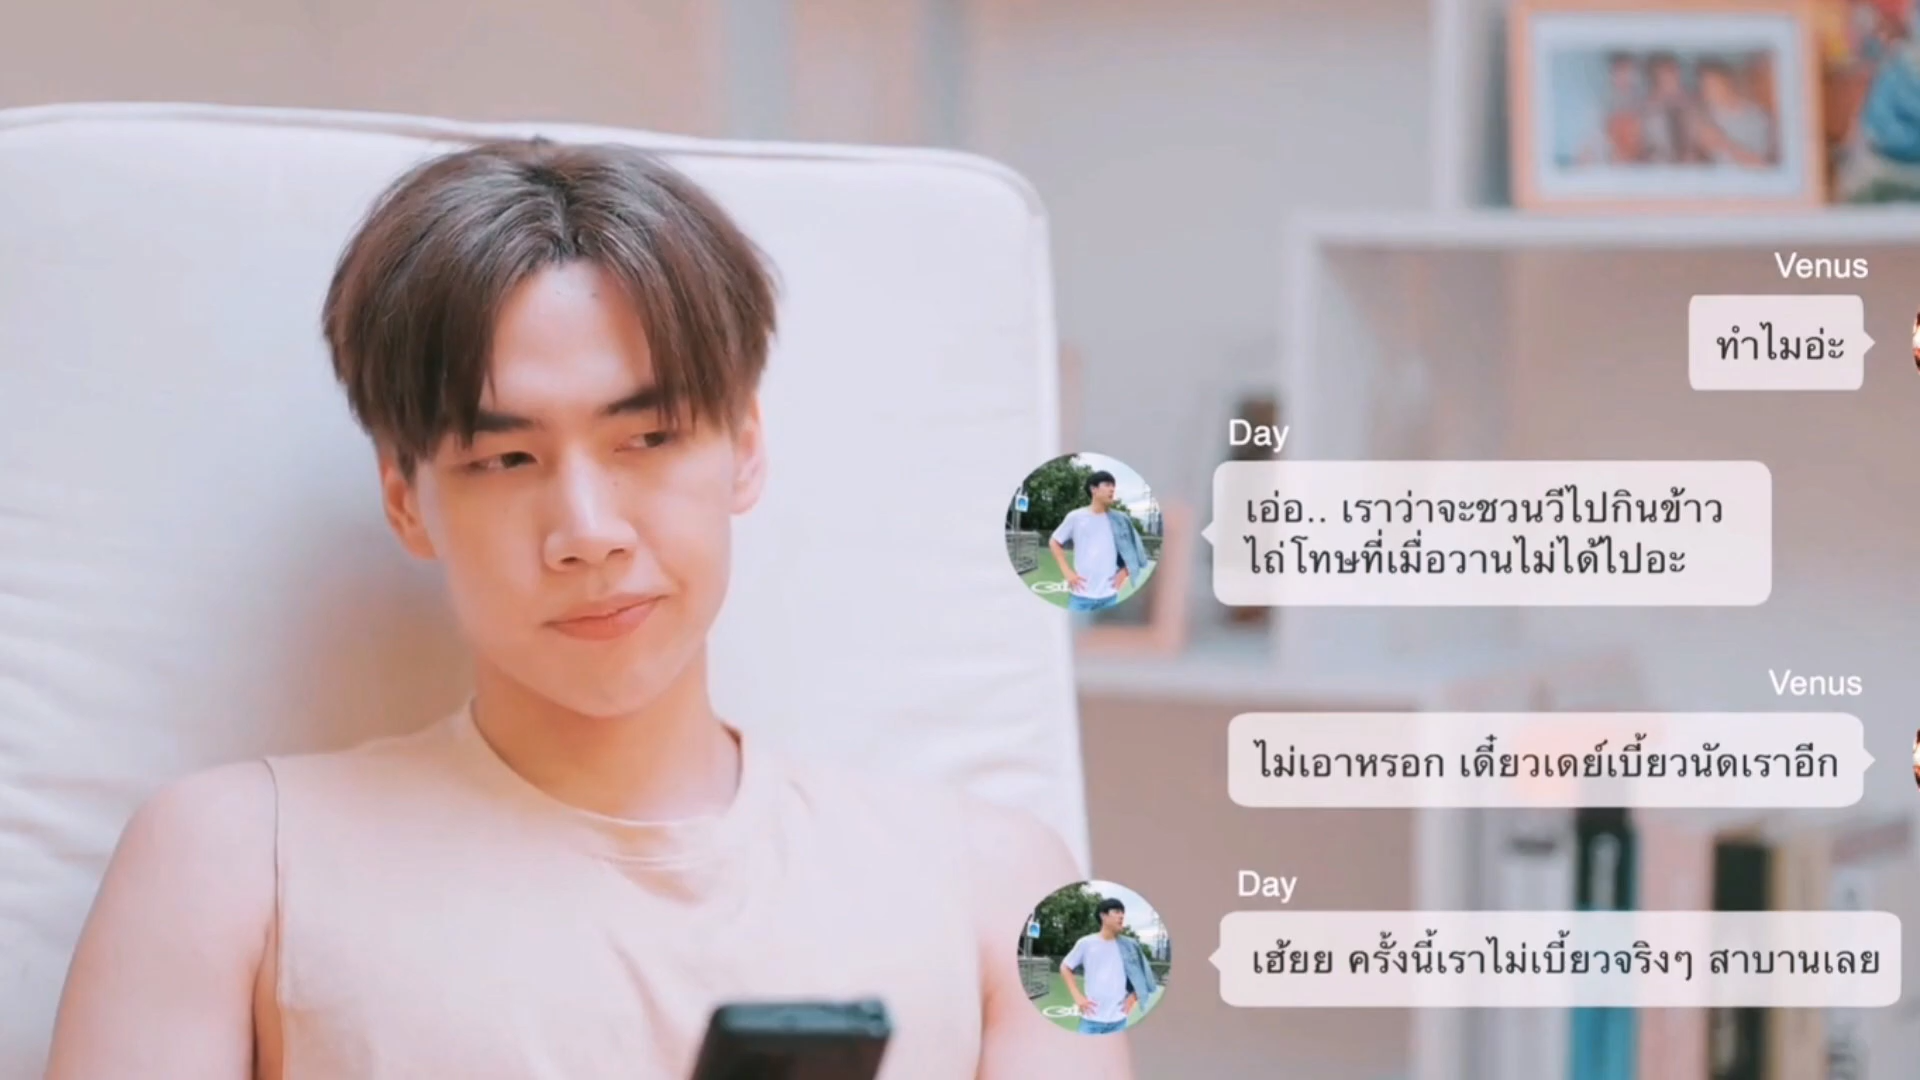 Venus
ทำไมอ่ะ
Day
เอ่อ.. เราว่าจะชวนวีไปกินข้าว
ไถ่โทษที่เมื่อวานไม่ได้ไปอะ
Venus
ไม่เอาหรอก เดี๋ยวเดย์เบี้ยวนัดเราอีก
Day
เฮ้ยย ครั้งนี้เราไม่เบี้ยวจริงๆ สาบานเลย